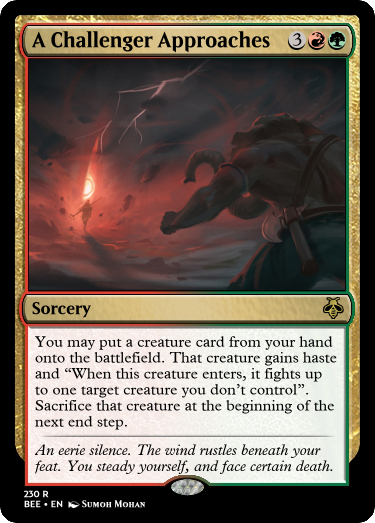 A Challenger Approaches 3
Sorcery
You may put a creature card from your hand
onto the battlefield. That creature gains haste
and “When this creature enters, it fights up
to one target creature you don’t control”.
Sacrifice that creature at the beginning of the
next end step.
An eerie silence. The wind rustles beneath your
feat. You steady yourself, and face certain death.
230 R
BEE • EN Sumoh Mohan